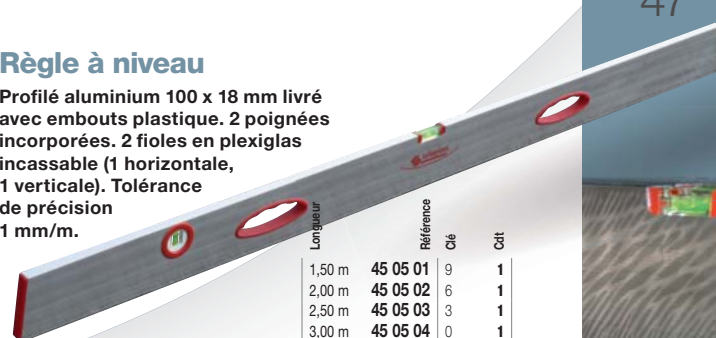 47
Règle à niveau
Profilé aluminium 100 x 18 mm livré
avec embouts plastique. 2 poignées
incorporées. 2 fioles en plexiglas
incassable (1 horizontale,
1 verticale). Tolérance
de précision
1 mm/m.
Longueur Référence Clé Cdt
1,50 m 45 05 01 9 1
2,00 m 45 05 02 6 1
2,50 m 45 05 03 3 1
3,00 m 45 05 04 0 1